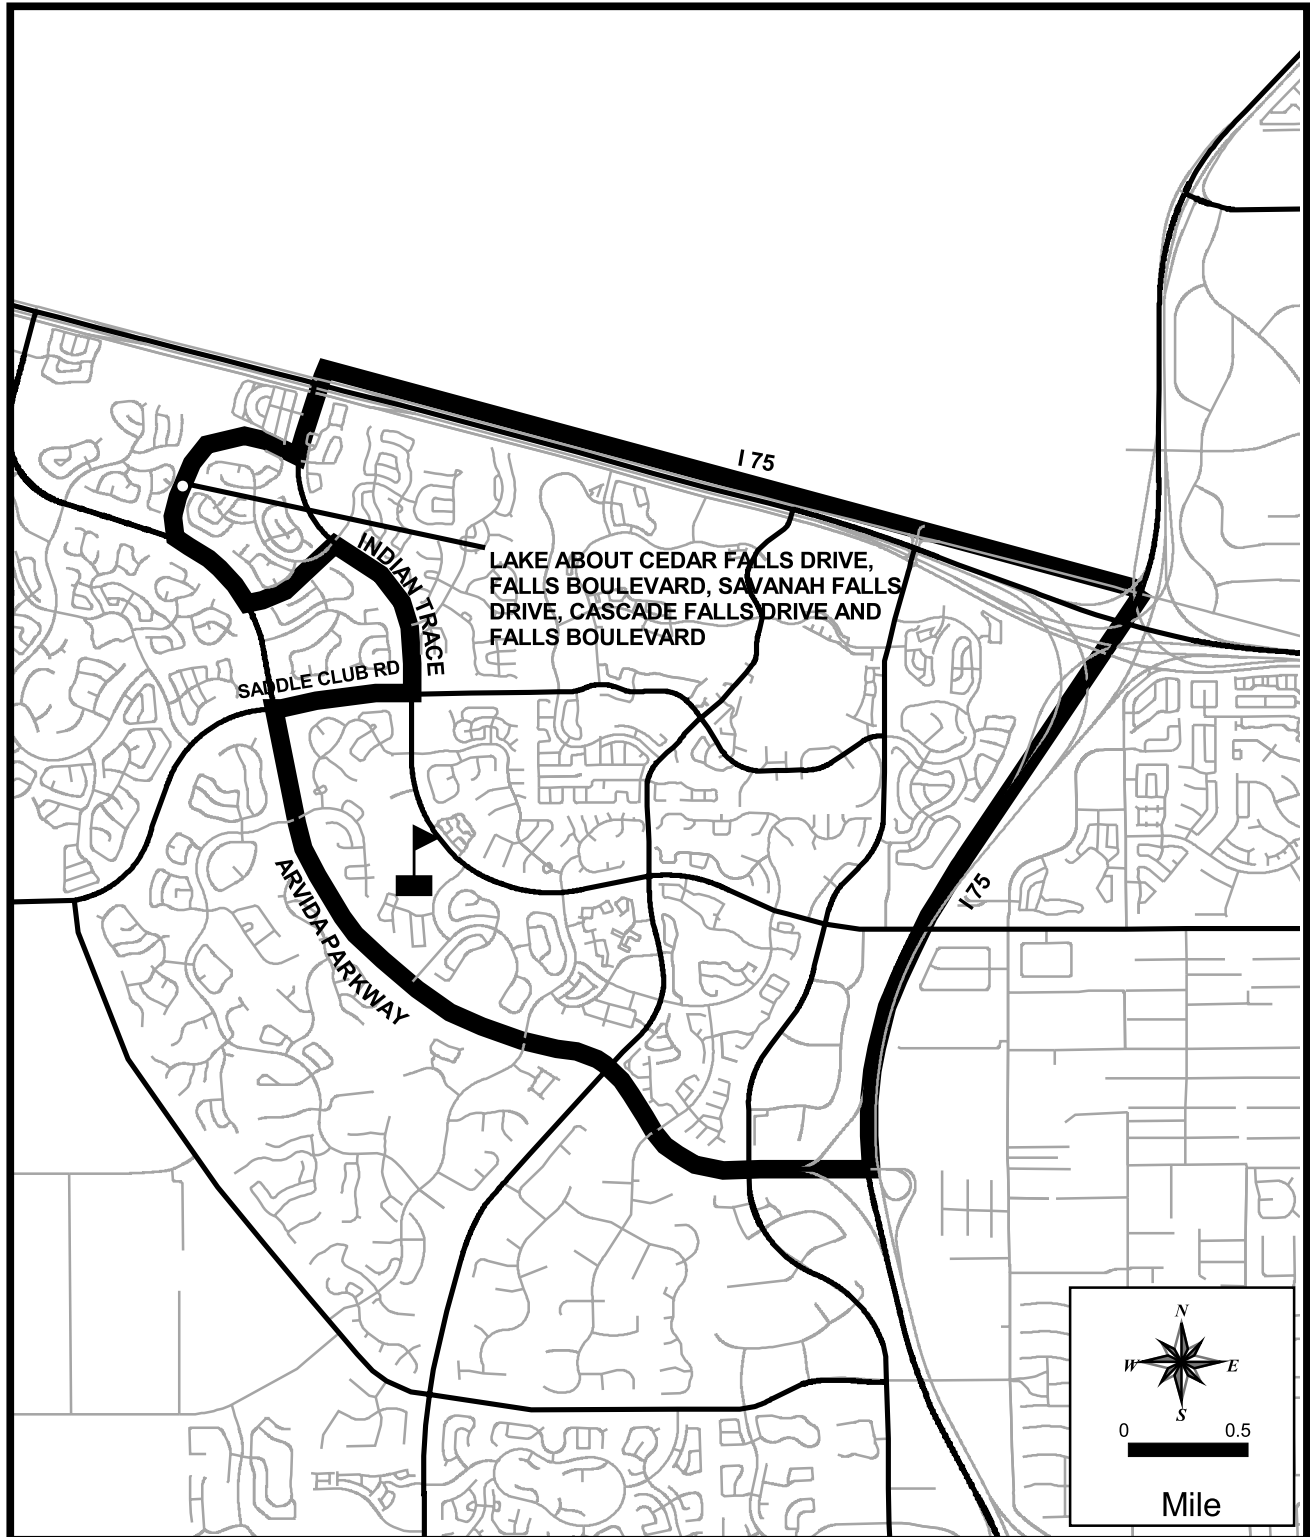 I 75
INDIAN TRACE
LAKE ABOUT CEDAR FALLS DRIVE,
FALLS BOULEVARD, SAVANAH FALLS
DRIVE, CASCADE FALLS DRIVE AND
FALLS BOULEVARD
SADDLE CLUB RD
ARVIDA PARKWAY
I 75
N
W
E
S
0
0.5
Mile